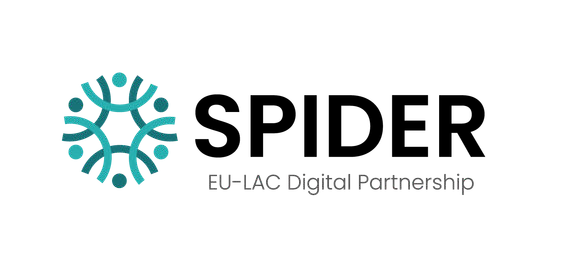 SPIDER
EU-LAC Digital Partnership